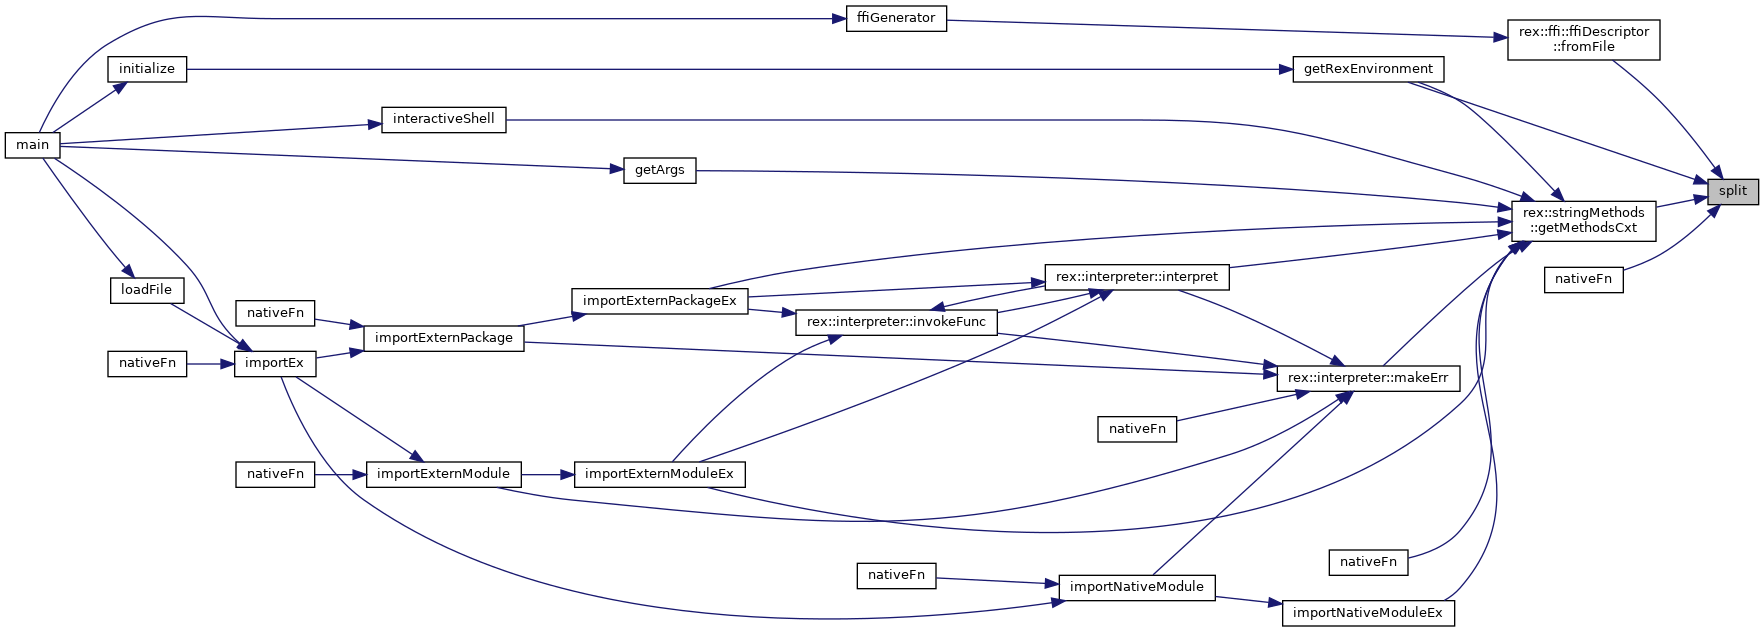 ffiGenerator
rex::ffi::ffiDescriptor
::fromFile
initialize
getRexEnvironment
interactiveShell
main
getArgs
split
rex::stringMethods
::getMethodsCxt
rex::interpreter::interpret
nativeFn
loadFile
importExternPackageEx
nativeFn
rex::interpreter::invokeFunc
importExternPackage
nativeFn
importEx
rex::interpreter::makeErr
nativeFn
nativeFn
importExternModule
importExternModuleEx
nativeFn
nativeFn
importNativeModule
importNativeModuleEx